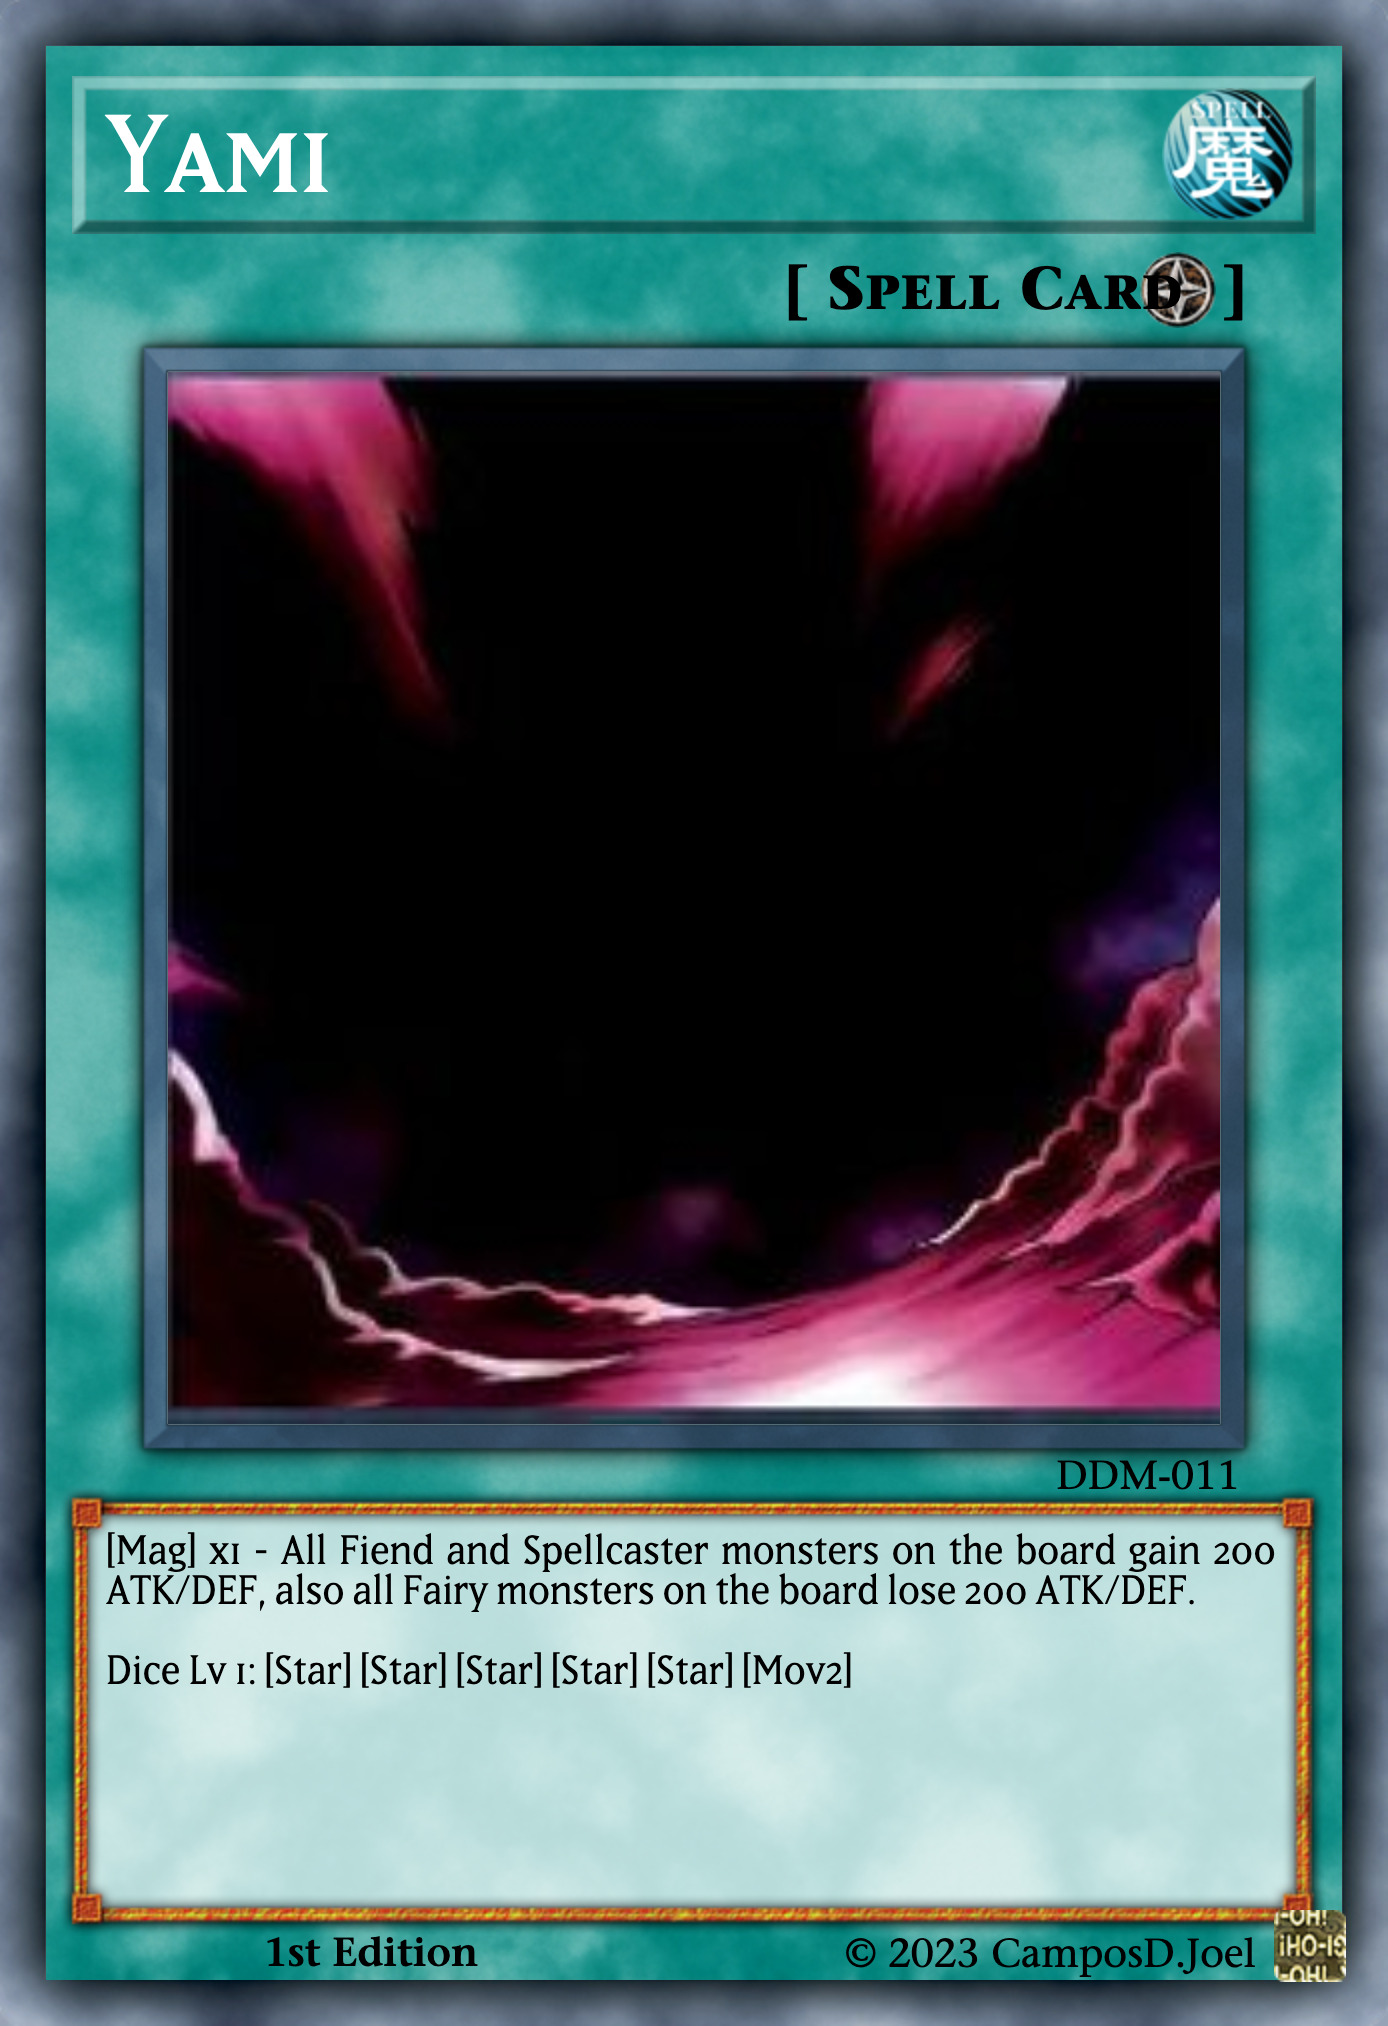 Yami
SPELL
魔
[ Spell Card ]
DDM-011
[Mag] x1 - All Fiend and Spellcaster monsters on the board gain 200
ATK/DEF, also all Fairy monsters on the board lose 200 ATK/DEF.
Dice Lv 1: [Star] [Star] [Star] [Star] [Star] [Mov2]
1st Edition
© 2023 CamposD.Joel